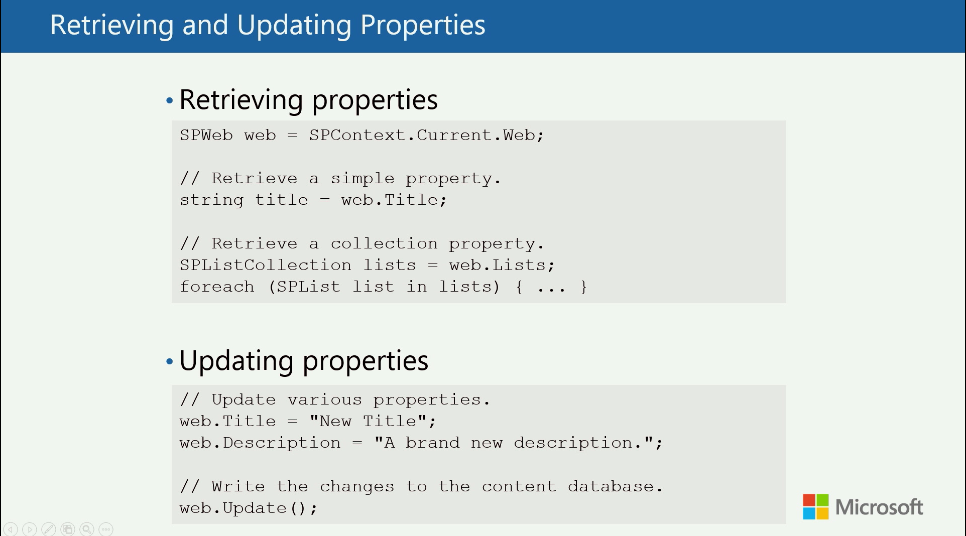 Retrieving and Updating Properties
• Retrieving properties
SPWeb web = SPContext.Current.Web;
// Retrieve a simple property.
string title = web.Title;
// Retrieve a collection property.
SPListCollection lists = web.Lists;
foreach (SPList list in lists) { ... }
• Updating properties
// Update various properties.
web.Title = "New Title";
web.Description = "A brand new description.";
// Write the changes to the content database.
web.Update();
Microsoft